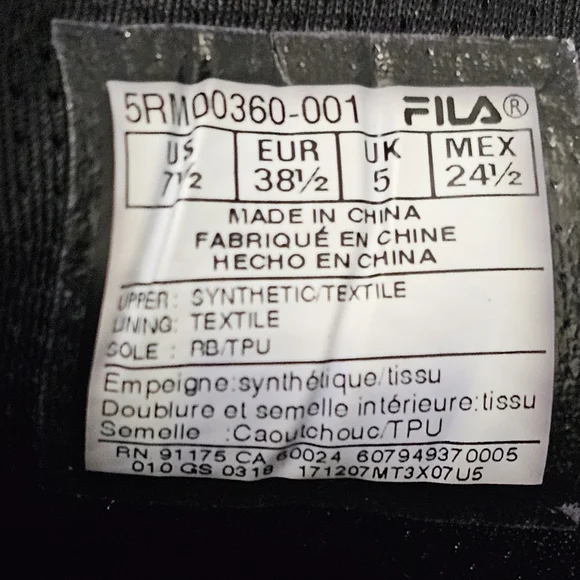 5RM00360-001 FILA®
US EUR UK MEX
7½ 38½ 5 24½
MADE IN CHINA
FABRIQUÉ EN CHINE
HECHO EN CHINA
UPPER: SYNTHETIC/TEXTILE
LINING: TEXTILE
SOLE : RB/TPU
Empeigne:synthétique/tissu
Doublure et semelle intérieure:tissu
Semelle :Caoutchouc/TPU
RN 91175 CA 60024 607949370005
010 GS 0318 171207MT3X07U5